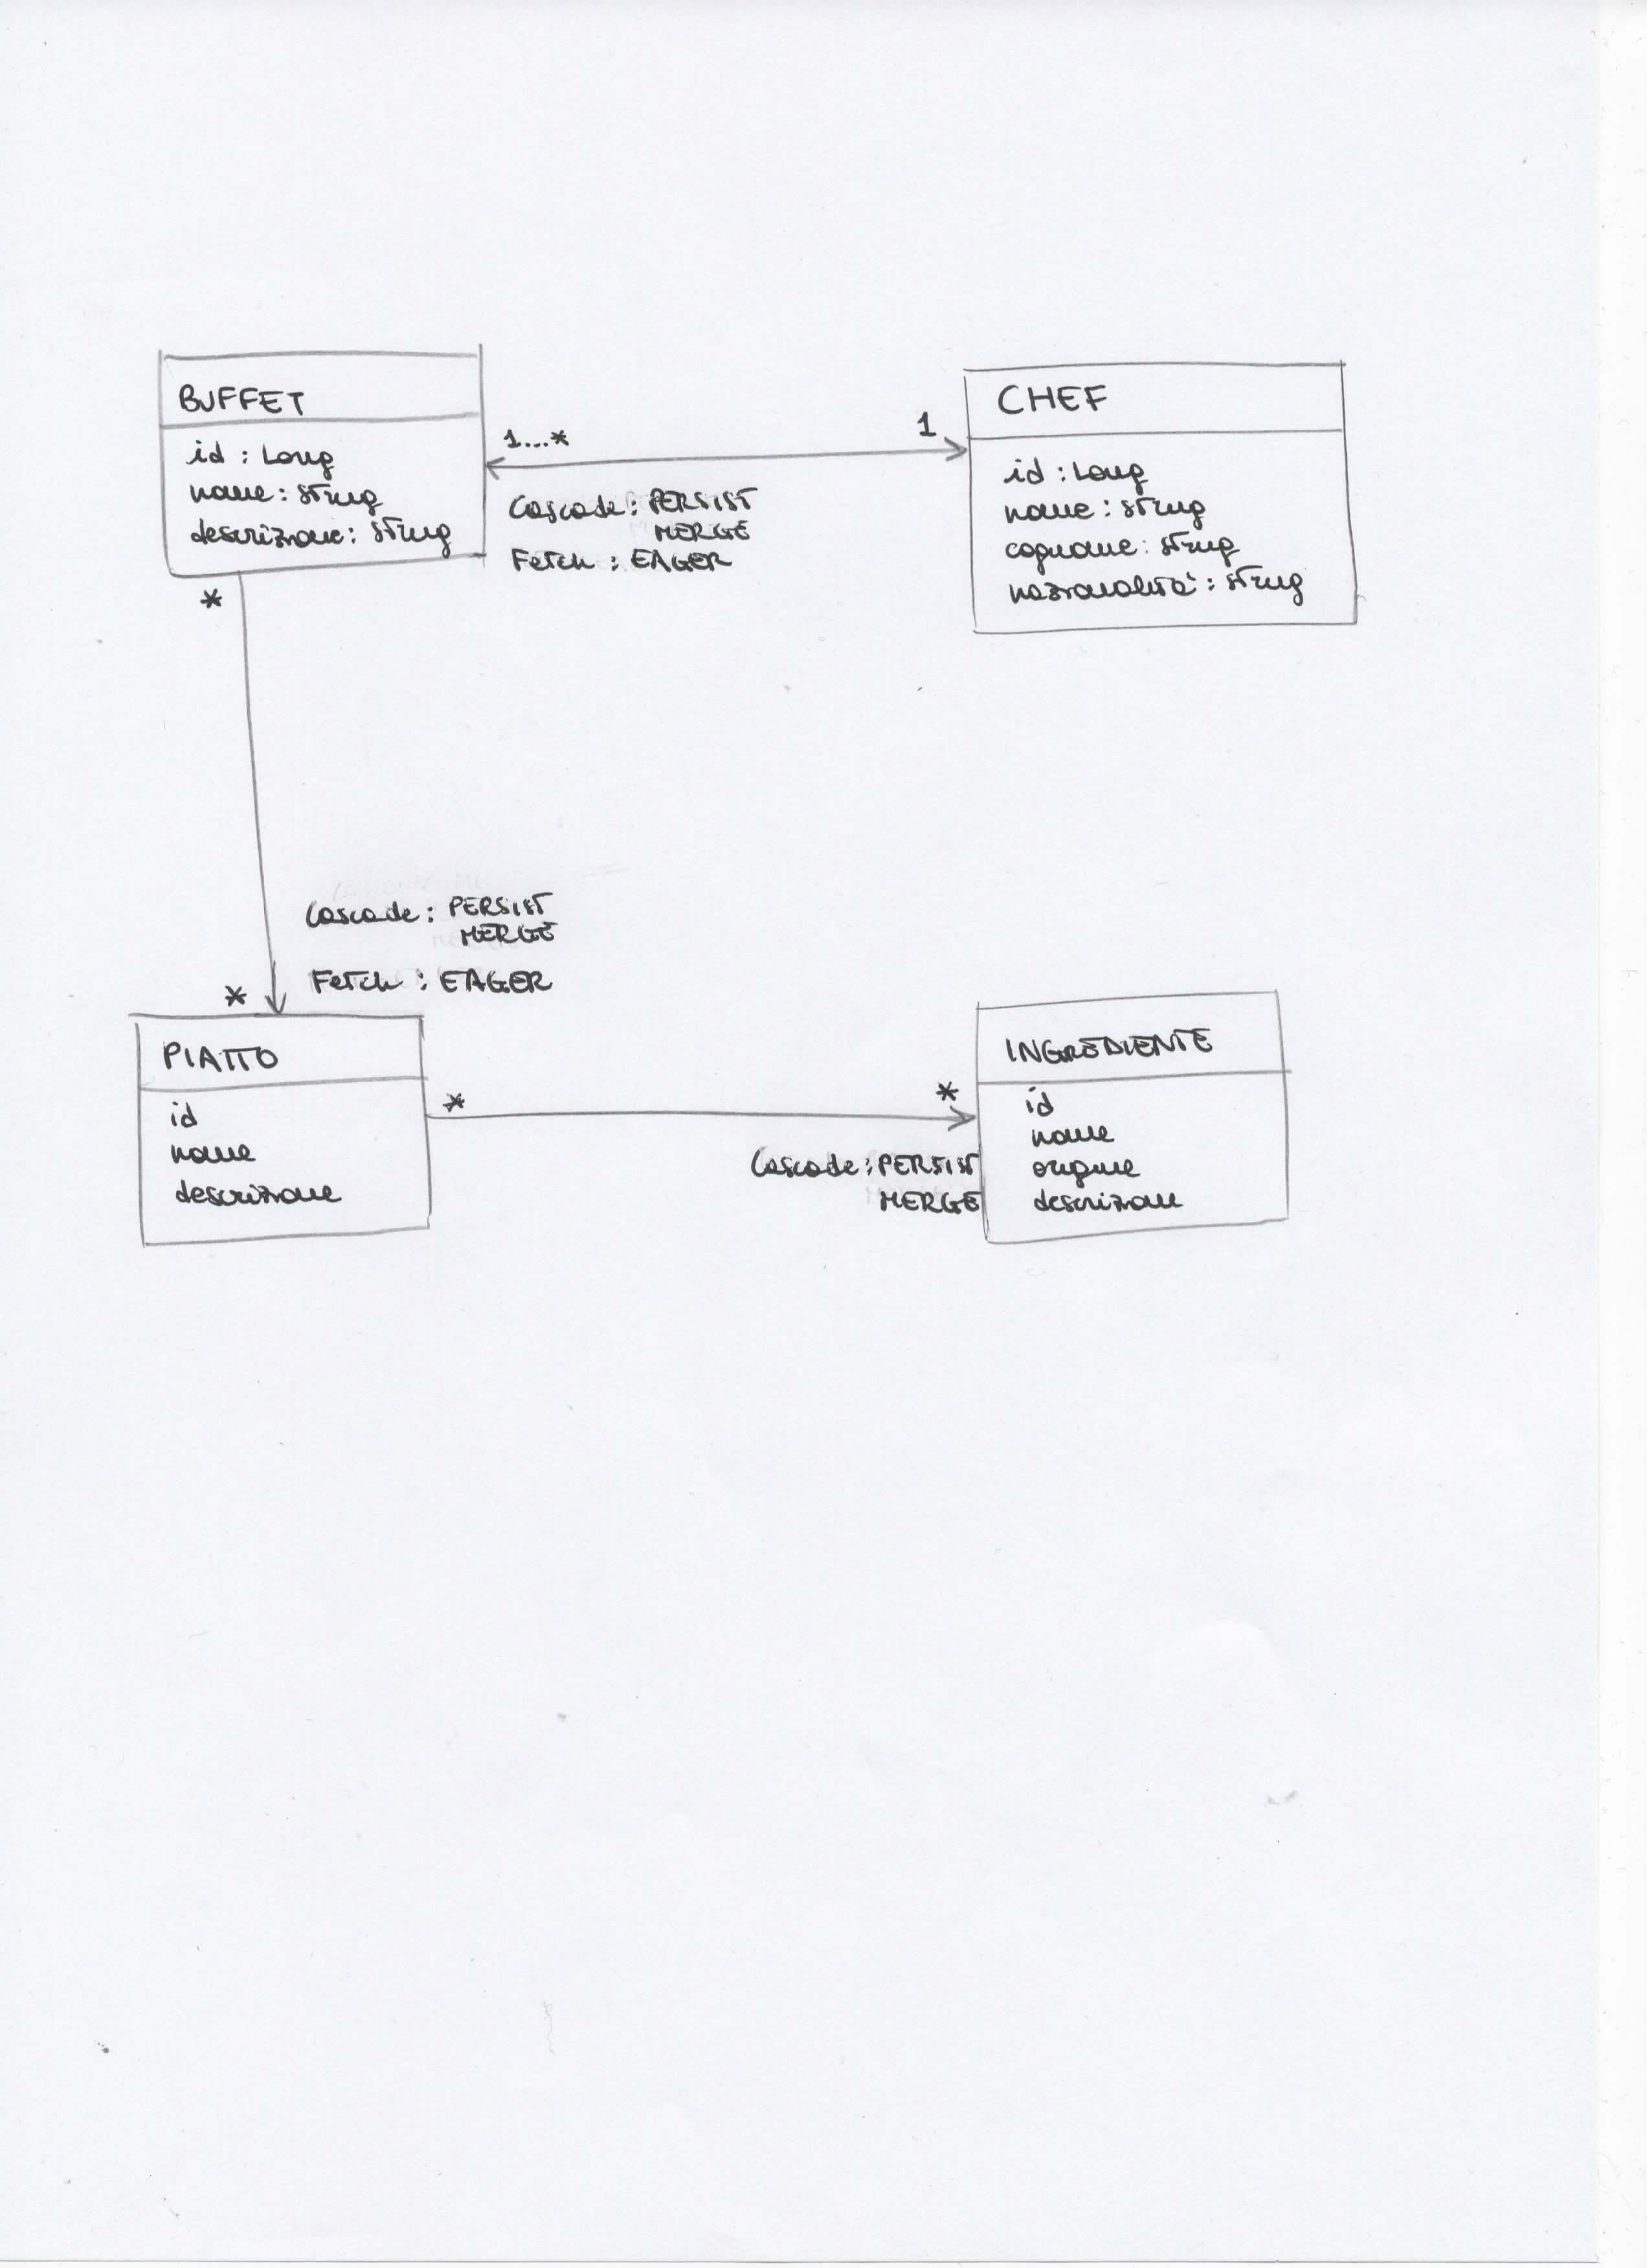 BUFFET
id : Long
nome : String
descrizione : String
1...*
1
Cascade : PERSIST
MERGE
Fetch : EAGER
CHEF
id : Long
nome : String
cognome : String
nazionalità : String
*
Cascade : PERSIST
MERGE
Fetch : EAGER
*
PIATTO
id
nome
descrizione
*
*
Cascade : PERSIST
MERGE
INGREDIENTE
id
nome
origine
descrizione